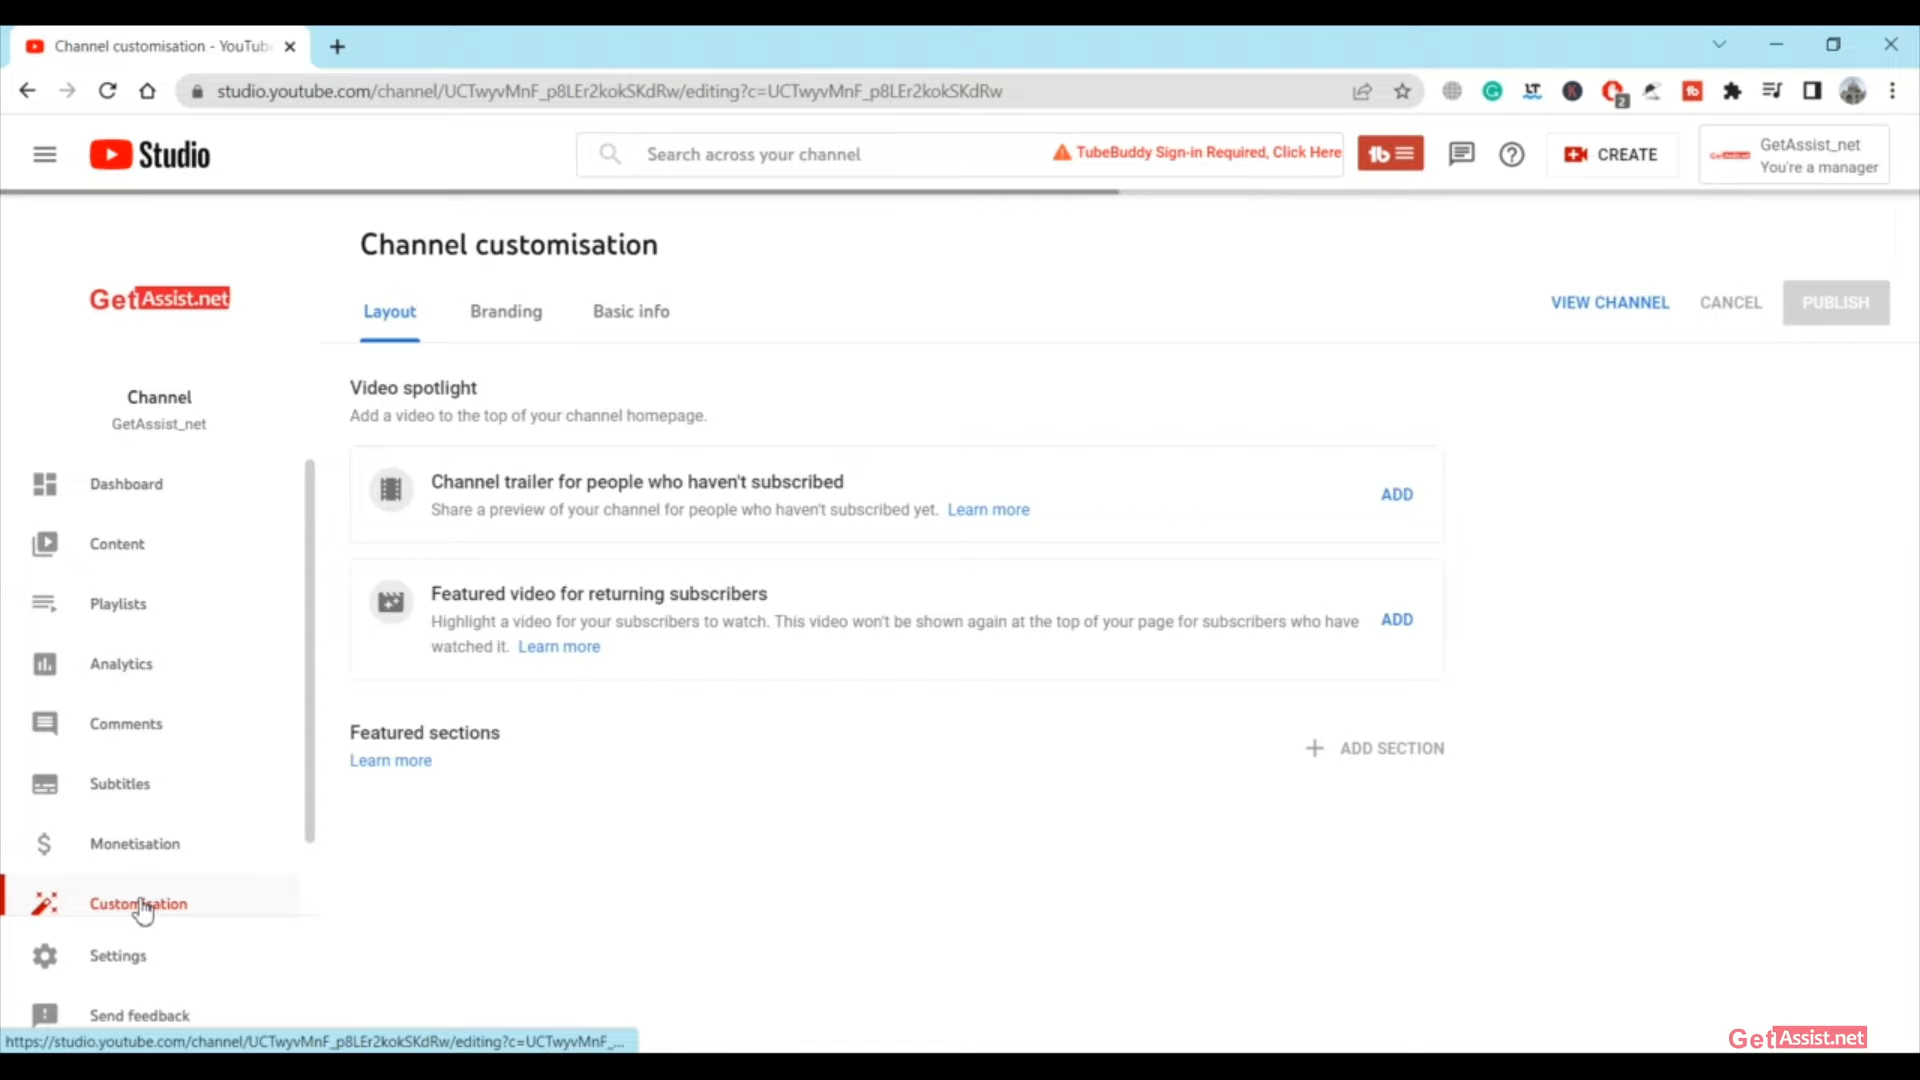 Channel customisation - YouTub
studio.youtube.com/channel/UCTwyvMnF_p8LEr2kokSKdRw/editing?c=UCTwyvMnF_p8LEr2kokSKdRw
LT
K
2
tb
Studio
Search across your channel
TubeBuddy Sign-in Required, Click Here
tb
CREATE
GetAssist_net
You're a manager
GetAssist.net
Channel customisation
Layout
Branding
Basic info
VIEW CHANNEL
CANCEL
PUBLISH
Channel
GetAssist_net
Dashboard
Content
Playlists
Analytics
Comments
Subtitles
Monetisation
Customisation
Settings
Send feedback
Video spotlight
Add a video to the top of your channel homepage.
Channel trailer for people who haven't subscribed
Share a preview of your channel for people who haven't subscribed yet. Learn more
ADD
Featured video for returning subscribers
Highlight a video for your subscribers to watch. This video won't be shown again at the top of your page for subscribers who have
watched it. Learn more
ADD
Featured sections
Learn more
+ ADD SECTION
https://studio.youtube.com/channel/UCTwyvMnF_p8LEr2kokSKdRw/editing?c=UCTwyvMnF_...
GetAssist.net